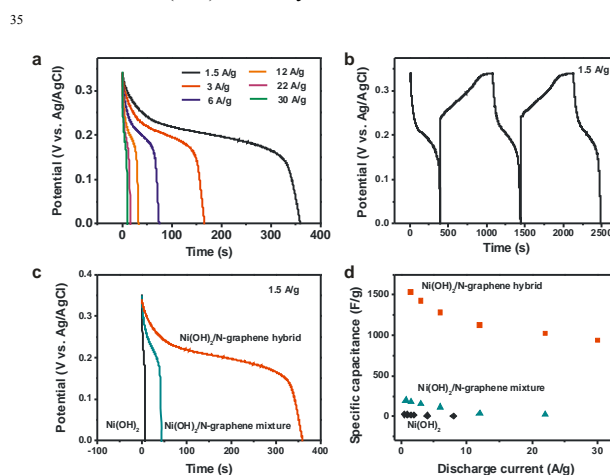 35
a
1.5 A/g 12 A/g
3 A/g 22 A/g
6 A/g 30 A/g
0.3
0.2
0.1
0.0
Potential (V vs. Ag/AgCl)
0 100 200 300 400
Time (s)
b
1.5 A/g
0.3
0.2
0.1
0.0
Potential (V vs. Ag/AgCl)
0 500 1000 1500 2000 2500
Time (s)
c
1.5 A/g
0.4
0.3
0.2
0.1
0.0
Potential (V vs. Ag/AgCl)
Ni(OH)2/N-graphene hybrid
Ni(OH)2
Ni(OH)2/N-graphene mixture
-100 0 100 200 300 400
Time (s)
d
Ni(OH)2/N-graphene hybrid
1500
1000
500
0
Specific capacitance (F/g)
Ni(OH)2/N-graphene mixture
Ni(OH)2
0 10 20 30
Discharge current (A/g)